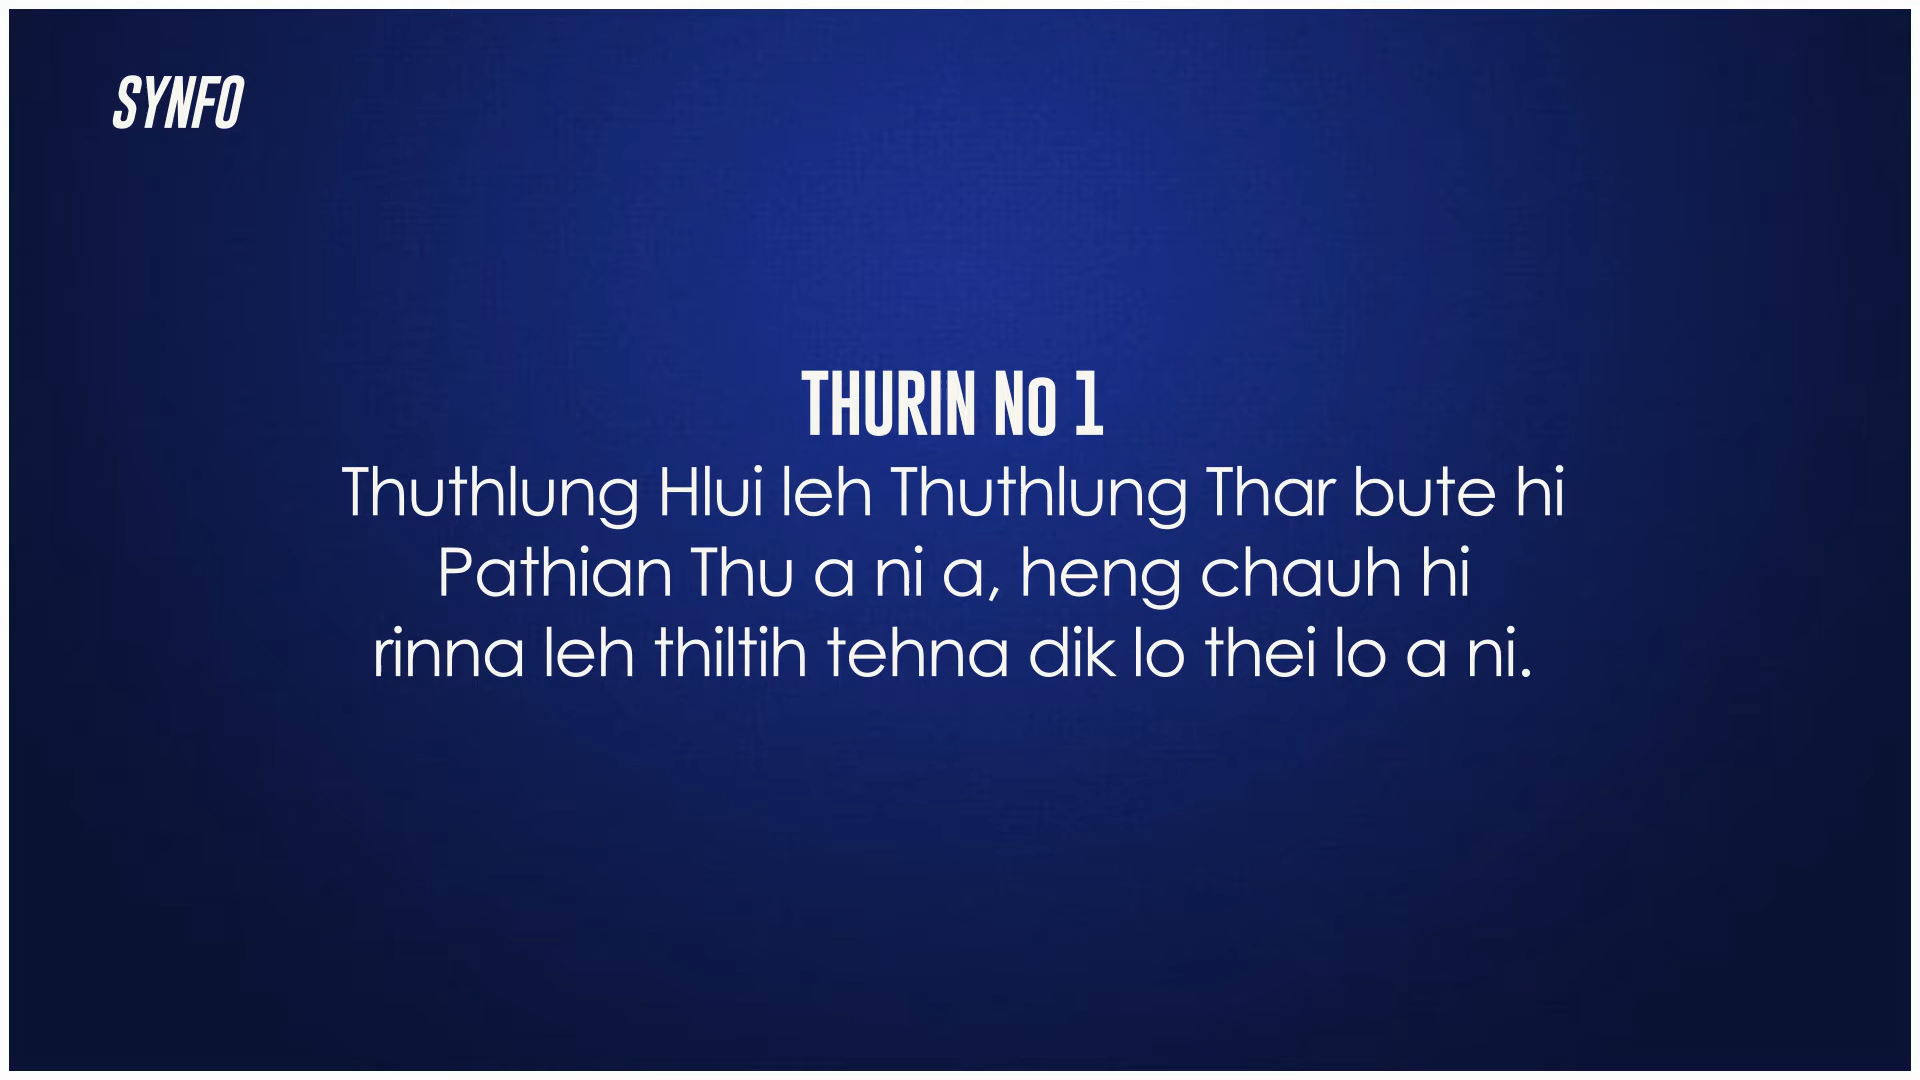 SYNFO
THURIN No 1
Thuthlung Hlui leh Thuthlung Thar bute hi
Pathian Thu a ni a, heng chauh hi
rinna leh thiltih tehna dik lo thei lo a ni.